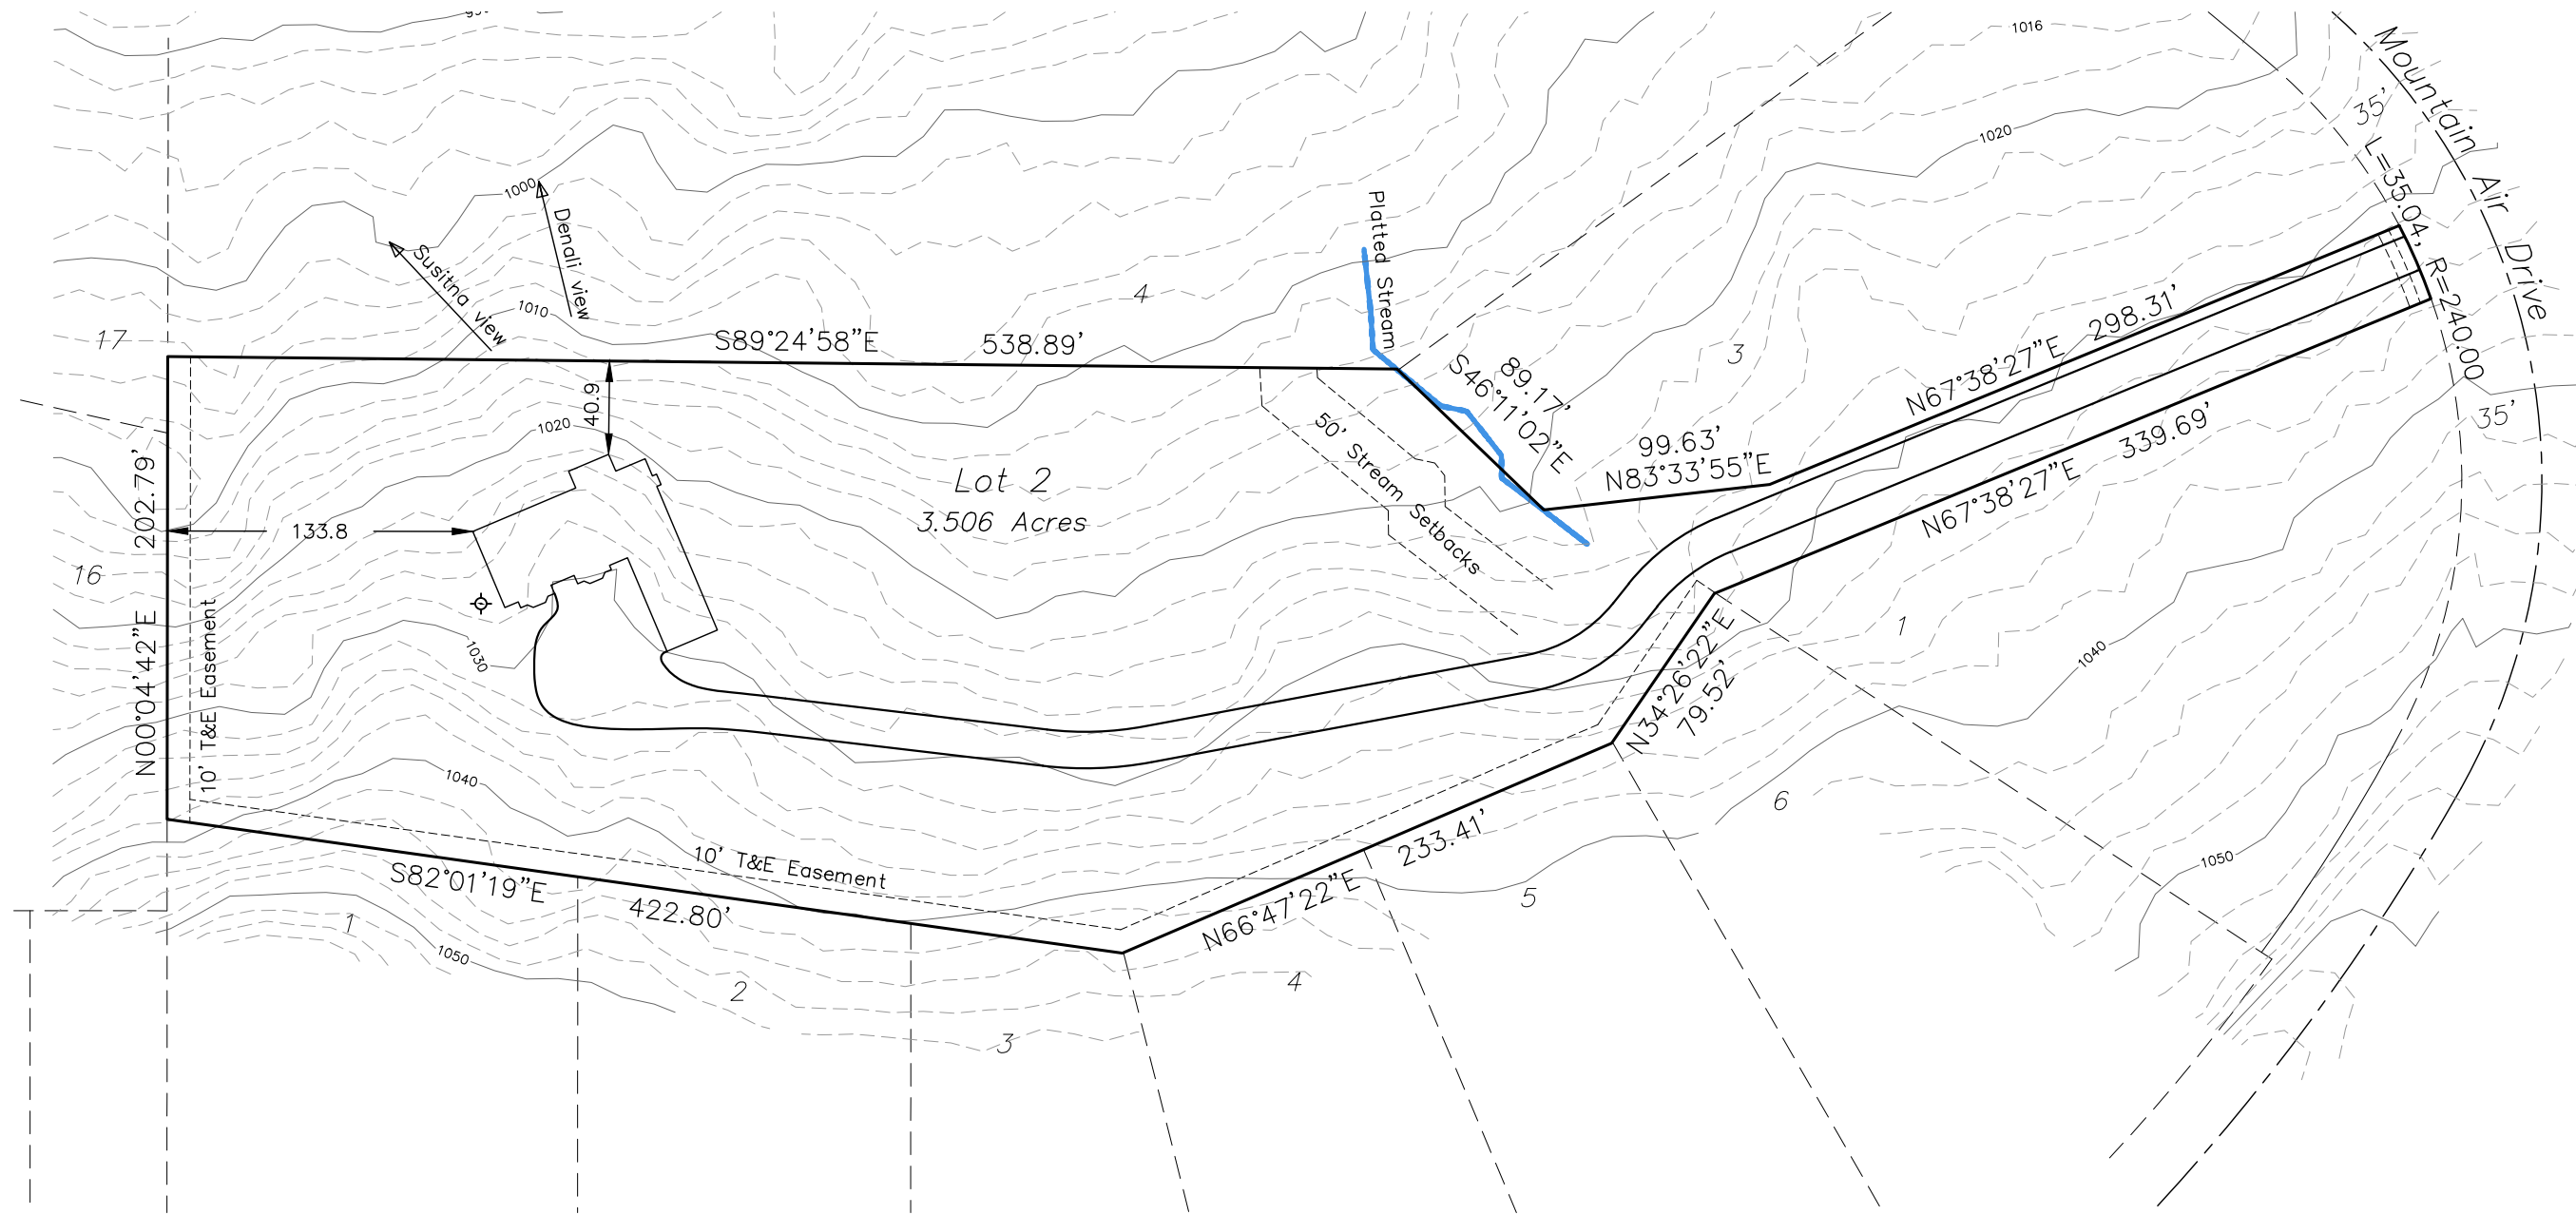 1016
Mountain Air Drive
35'
1020
L=35.04'
R=240.00
1000
Denali view
Susitna view
Platted Stream
1010
4
17
S89°24'58"E 538.89'
3
N67°38'27"E 298.31'
89.17'
S46°11'02"E
35'
40.9
1020
50' Stream Setbacks
99.63'
N83°33'55"E
N67°38'27"E 339.69'
Lot 2
3.506 Acres
N00°04'42"E 202.79'
133.8
16
10' T&E Easement
1030
1
1040
N34°26'22"E
79.52'
1040
6
10' T&E Easement
S82°01'19"E 422.80'
N66°47'22"E 233.41'
1050
5
1
1050
2
4
3